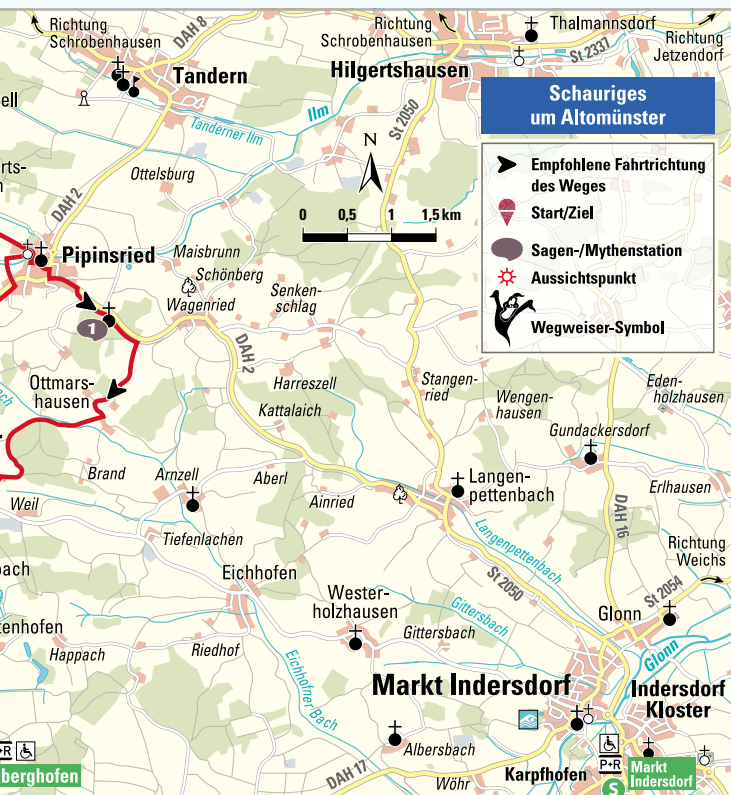 Richtung
Schrobenhausen
DAH 8
Richtung
Schrobenhausen
Thalmannsdorf
St 2337
Richtung
Jetzendorf
Tandern
Hilgertshausen
Ilm
St 2050
Tanderner Ilm
ell
Schauriges
um Altomünster
Empfohlene Fahrtrichtung
des Weges
Start/Ziel
Sagen-/Mythenstation
Aussichtspunkt
Wegweiser-Symbol
N
0 0,5 1 1,5 km
rts-
Ottelsburg
DAH 2
Pipinsried
Maisbrunn
Schönberg
Wagenried
Senken-
schlag
1
DAH 2
Ottmars-
hausen
Harreszell
Kattalaich
Stangen-
ried
Wengen-
hausen
Eden-
holzhausen
Gundackersdorf
ach
Brand
Arnzell
Aberl
Ainried
Langen-
pettenbach
Erlhausen
Weil
Tiefenlachen
Langenpettenbach
DAH 16
Richtung
Weichs
bach
Eichhofen
St 2050
St 2054
Wester-
holzhausen
Gittersbach
Glonn
tenhofen
Happach
Riedhof
Gittersbach
Glonn
Eichhofner Bach
Markt Indersdorf
Indersdorf
Kloster
Albersbach
P+R
berghofen
DAH 17
Wöhr
Karpfhofen
P+R
Markt
Indersdorf
S